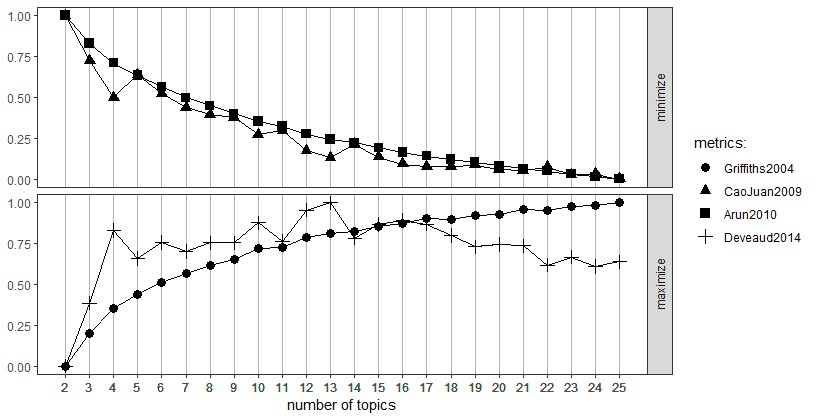 1.00
0.75
0.50
0.25
0.00
minimize
1.00
0.75
0.50
0.25
0.00
maximize
2 3 4 5 6 7 8 9 10 11 12 13 14 15 16 17 18 19 20 21 22 23 24 25
number of topics
metrics:
Griffiths2004
CaoJuan2009
Arun2010
Deveaud2014